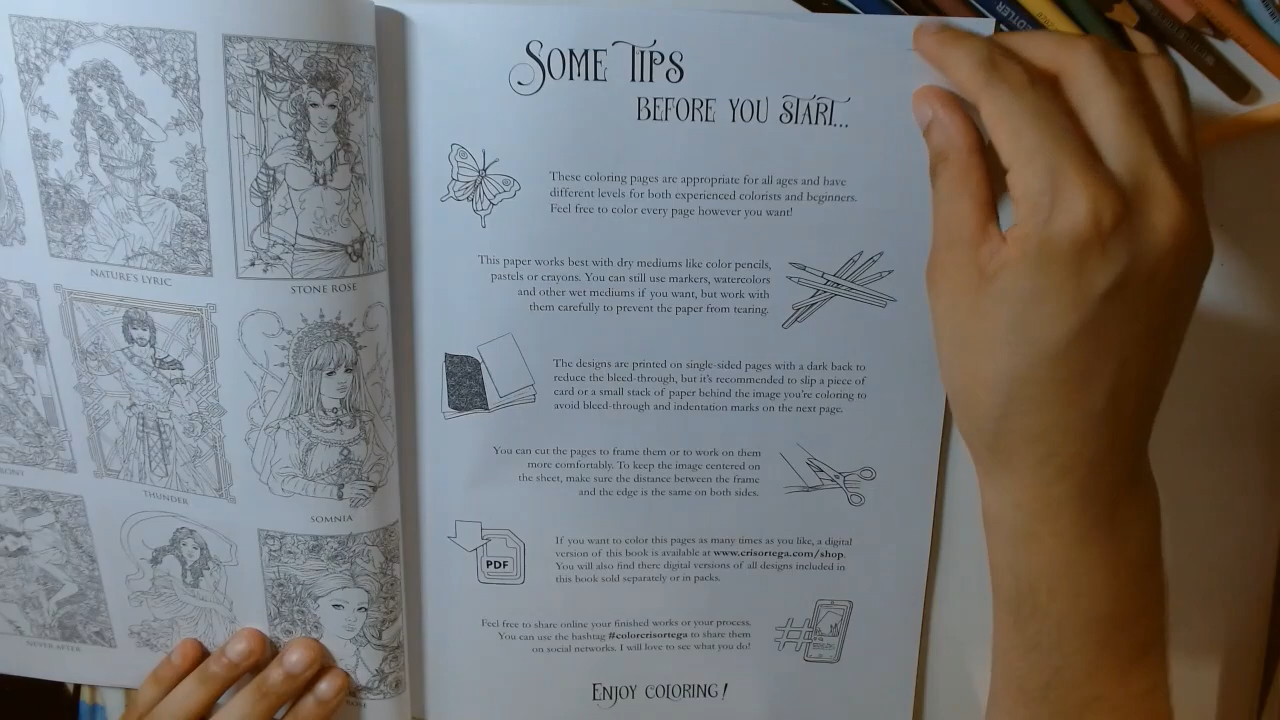 NATURE'S LYRIC
STONE ROSE
THUNDER
SOMNIA
SOME TIPS
BEFORE YOU START...
These coloring pages are appropriate for all ages and have
different levels for both experienced colorists and beginners.
Feel free to color every page however you want!
This paper works best with dry mediums like color pencils,
pastels or crayons. You can still use markers, watercolors
and other wet mediums if you want, but work with
them carefully to prevent the paper from tearing.
The designs are printed on single-sided pages with a dark back to
reduce the bleed-through, but it's recommended to slip a piece of
card or a small stack of paper behind the image you're coloring to
avoid bleed-through and indentation marks on the next page.
You can cut the pages to frame them or to work on them
more comfortably. To keep the image centered on
the sheet, make sure the distance between the frame
and the edge is the same on both sides.
PDF
If you want to color this pages as many times as you like, a digital
version of this book is available at www.crisortega.com/shop.
You will also find there digital versions of all designs included in
this book sold separately or in packs.
Feel free to share online your finished works or your process.
You can use the hashtag #colorcrisortega to share them
on social networks. I will love to see what you do!
ENJOY COLORING!